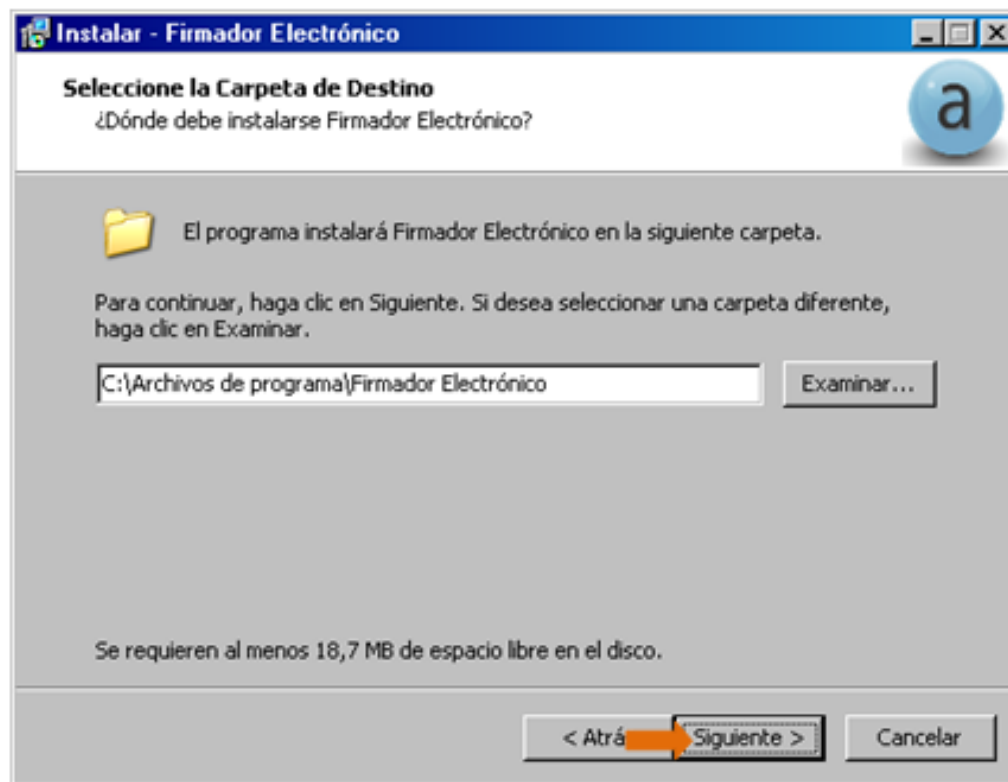 Instalar - Firmador Electrónico
Seleccione la Carpeta de Destino
¿Dónde debe instalarse Firmador Electrónico?
a
El programa instalará Firmador Electrónico en la siguiente carpeta.
Para continuar, haga clic en Siguiente. Si desea seleccionar una carpeta diferente,
haga clic en Examinar.
C:\Archivos de programa\Firmador Electrónico
Examinar...
Se requieren al menos 18,7 MB de espacio libre en el disco.
< Atrá
Siguiente >
Cancelar